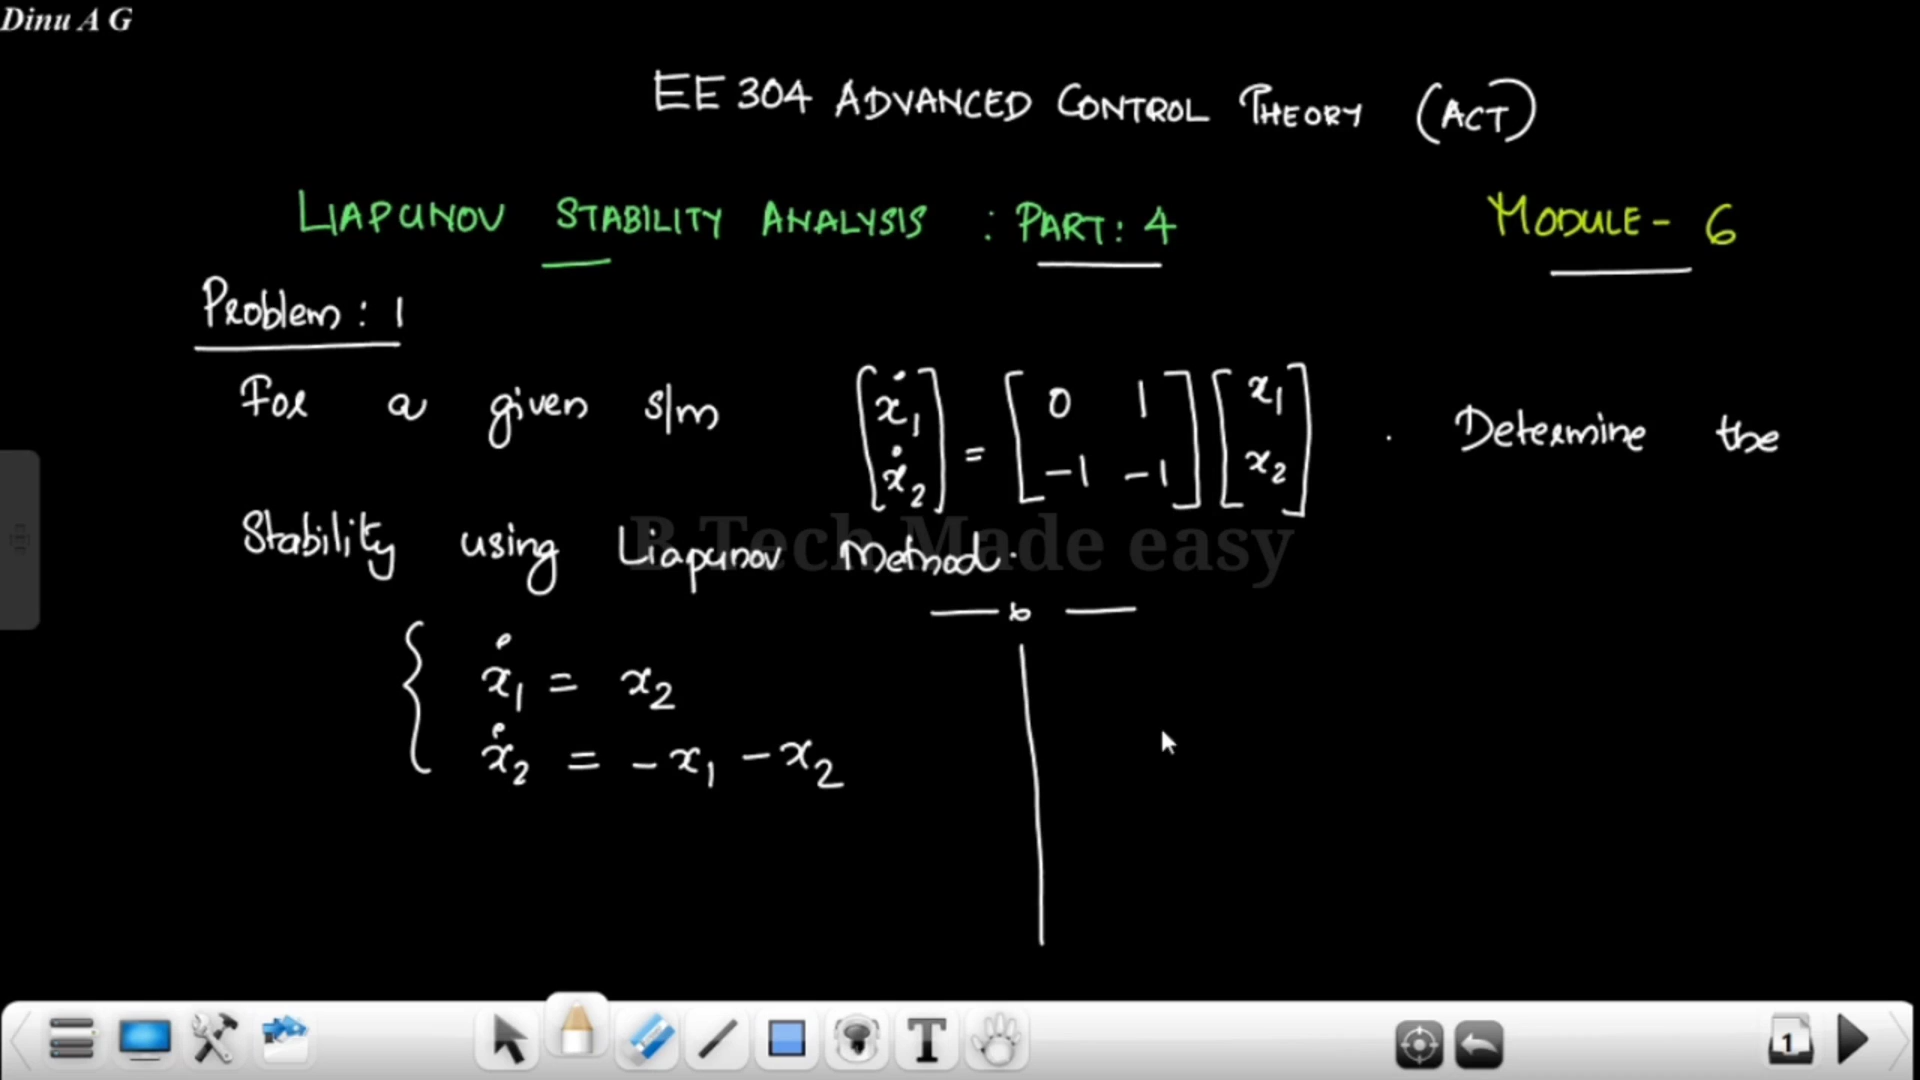 Dinu A G
EE 304 ADVANCED CONTROL THEORY (ACT)
LIAPUNOV STABILITY ANALYSIS : PART: 4 MODULE - 6
Problem: 1
For a given s/m [ẋ1 ẋ2] = [0 1 -1 -1] [x1 x2] . Determine the
Stability using Liapunov Method.
B.Tech Made easy
ẋ1 = x2
ẋ2 = -x1 - x2
T
1